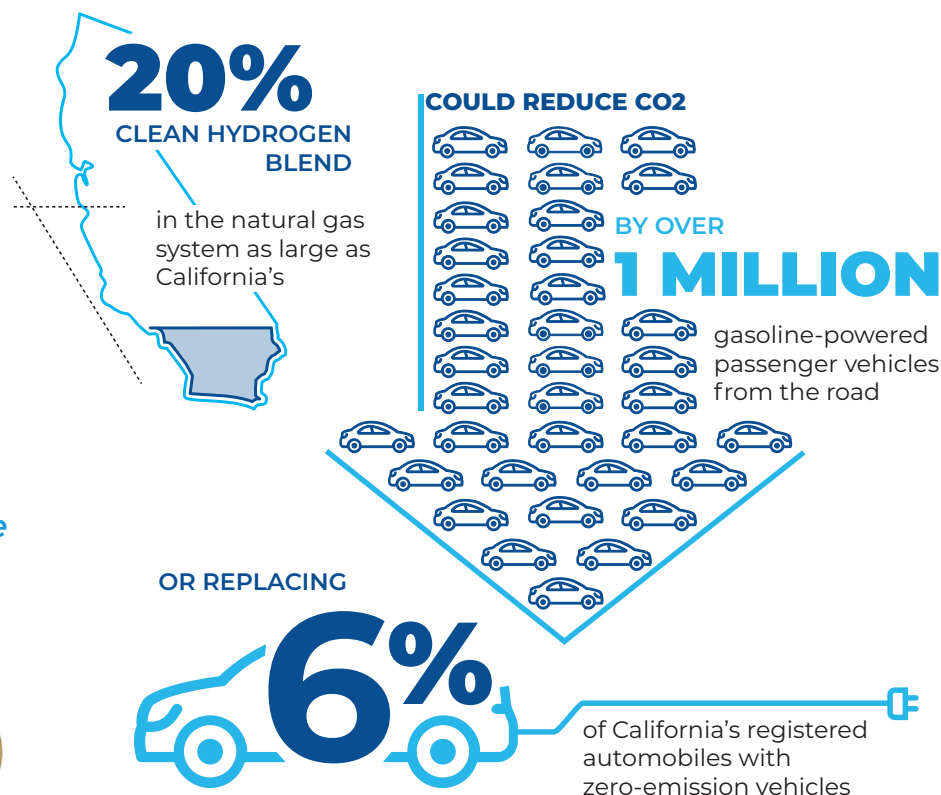 20%
CLEAN HYDROGEN
BLEND
in the natural gas
system as large as
California's
COULD REDUCE CO2
BY OVER
1 MILLION
gasoline-powered
passenger vehicles
from the road
e
OR REPLACING
6%
of California's registered
automobiles with
zero-emission vehicles